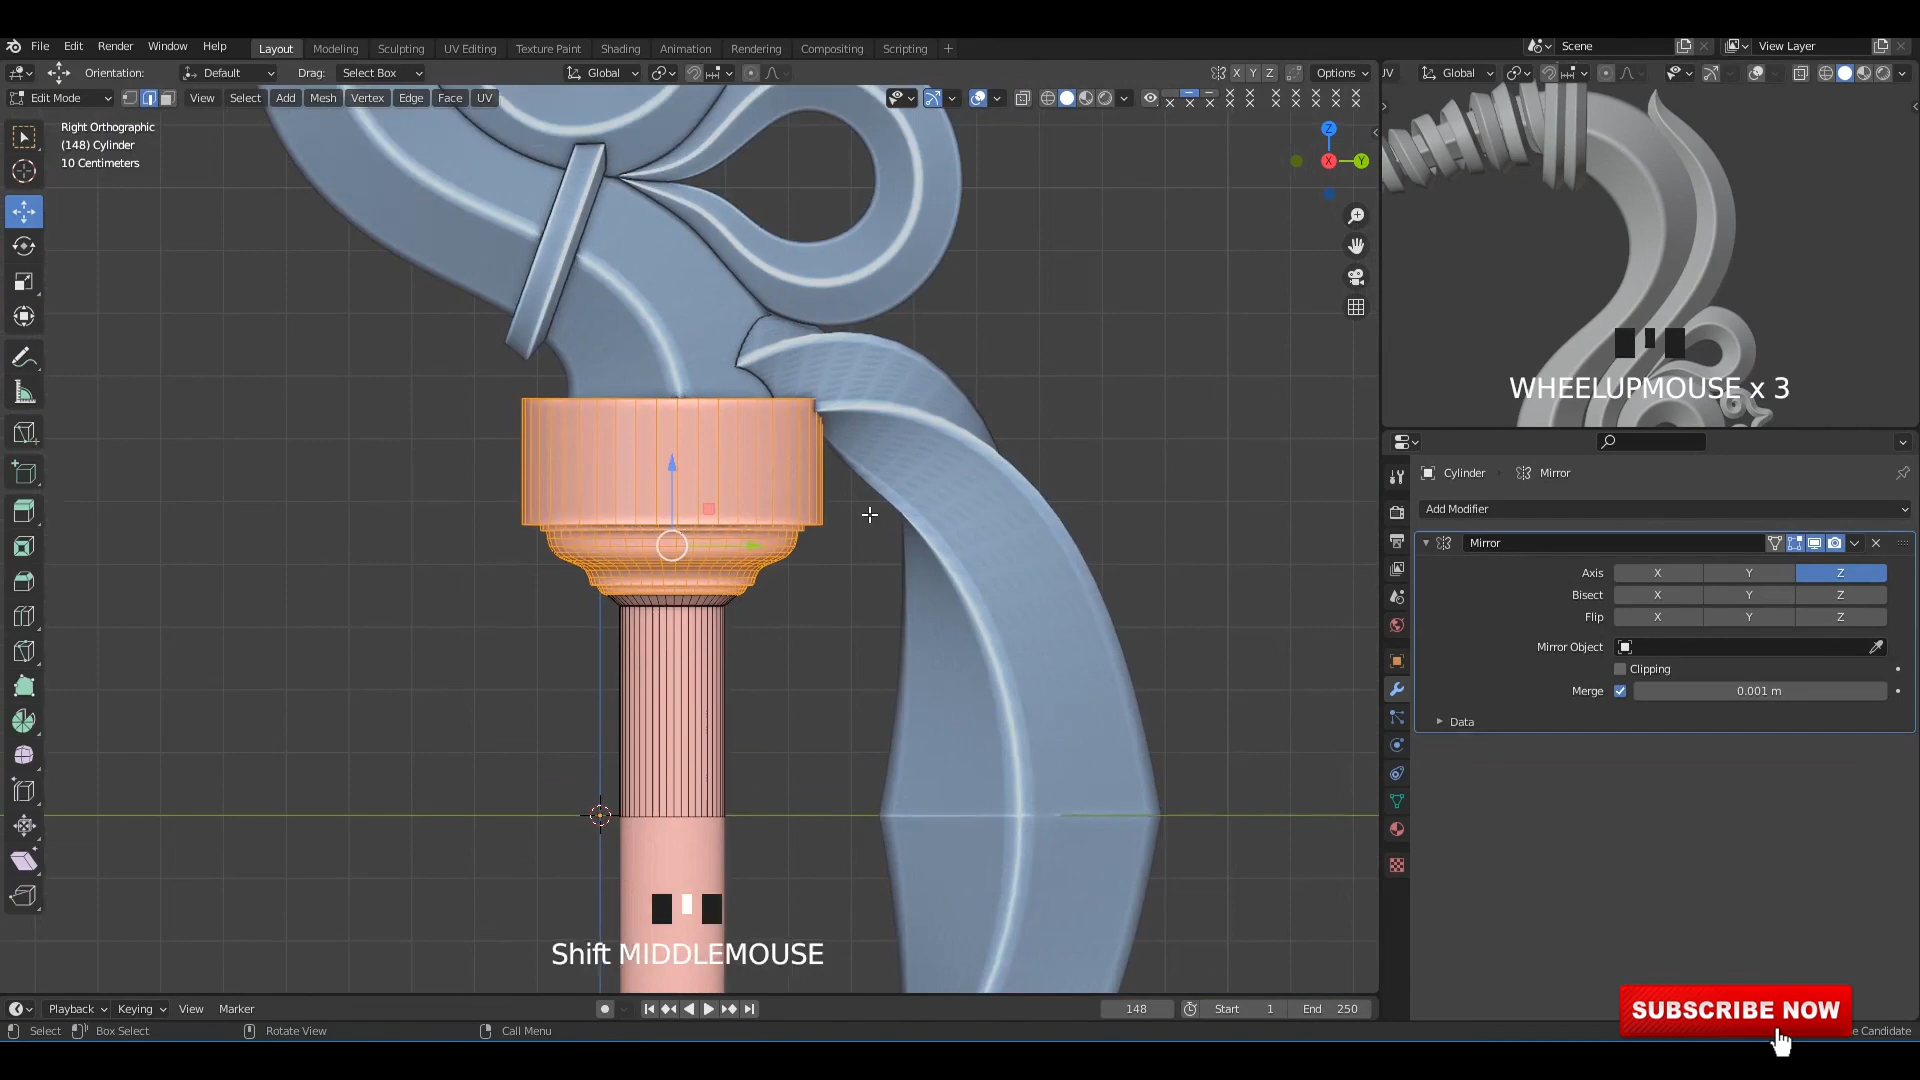 File Edit Render Window Help Layout Modeling Sculpting UV Editing Texture Paint Shading Animation Rendering Compositing Scripting + Scene View Layer
Orientation: Default Drag: Select Box Global X Y Z Options UV Global
Edit Mode View Select Add Mesh Vertex Edge Face UV
Right Orthographic
(148) Cylinder
10 Centimeters
Z
X
Y
WHEELUPMOUSE x 3
Cylinder Mirror
Add Modifier
Mirror
Axis X Y Z
Bisect X Y Z
Flip X Y Z
Mirror Object
Clipping
Merge 0.001 m
Data
Shift MIDDLEMOUSE
Playback Keying View Marker 148 Start 1 End 250
SUBSCRIBE NOW
Select Box Select Rotate View Call Menu e Candidate